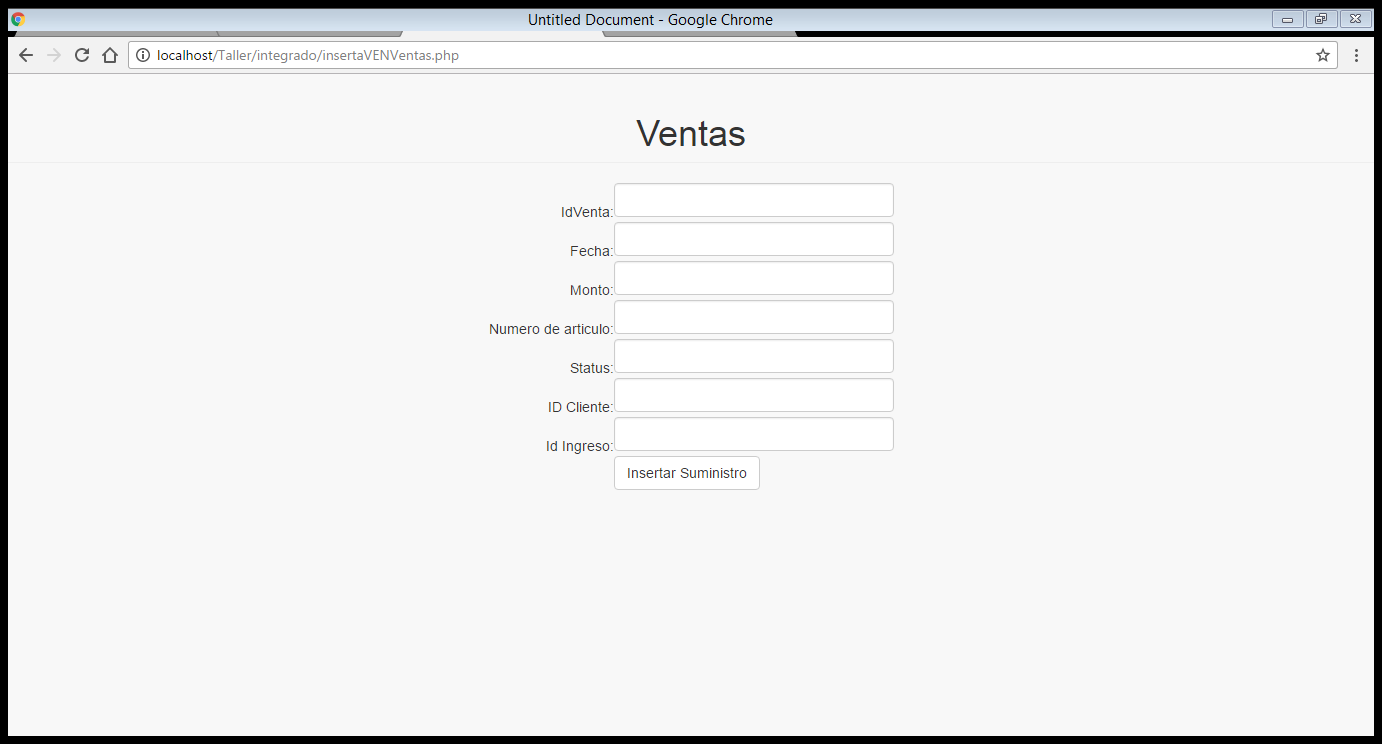 Untitled Document - Google Chrome
localhost/Taller/integrado/insertaVENVentas.php
Ventas
IdVenta:
Fecha:
Monto:
Numero de articulo:
Status:
ID Cliente:
Id Ingreso:
Insertar Suministro